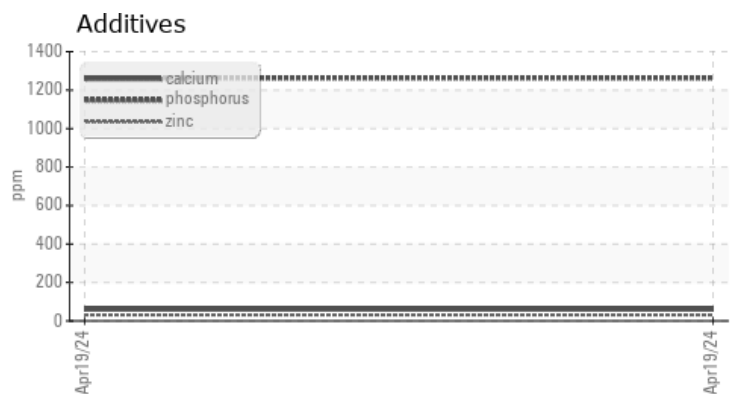 Additives
1400
1200
1000
800
600
400
200
0
ppm
calcium
phosphorus
zinc
Apr19/24
Apr19/24